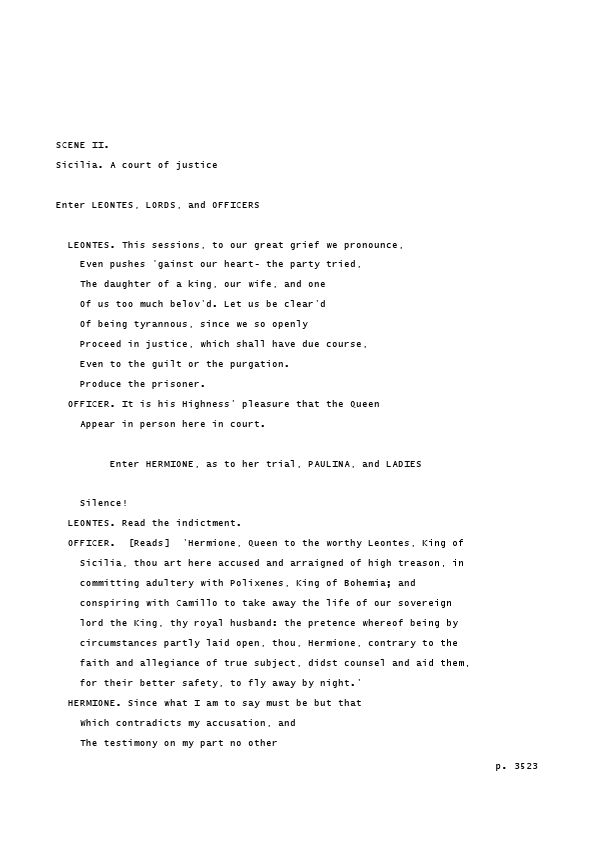 SCENE II.
Sicilia. A court of justice
Enter LEONTES, LORDS, and OFFICERS
LEONTES. This sessions, to our great grief we pronounce,
Even pushes 'gainst our heart- the party tried,
The daughter of a king, our wife, and one
Of us too much belov'd. Let us be clear'd
Of being tyrannous, since we so openly
Proceed in justice, which shall have due course,
Even to the guilt or the purgation.
Produce the prisoner.
OFFICER. It is his Highness' pleasure that the Queen
Appear in person here in court.
Enter HERMIONE, as to her trial, PAULINA, and LADIES
Silence!
LEONTES. Read the indictment.
OFFICER.  [Reads]  'Hermione, Queen to the worthy Leontes, King of
Sicilia, thou art here accused and arraigned of high treason, in
committing adultery with Polixenes, King of Bohemia; and
conspiring with Camillo to take away the life of our sovereign
lord the King, thy royal husband: the pretence whereof being by
circumstances partly laid open, thou, Hermione, contrary to the
faith and allegiance of true subject, didst counsel and aid them,
for their better safety, to fly away by night.'
HERMIONE. Since what I am to say must be but that
Which contradicts my accusation, and
The testimony on my part no other
p. 3523